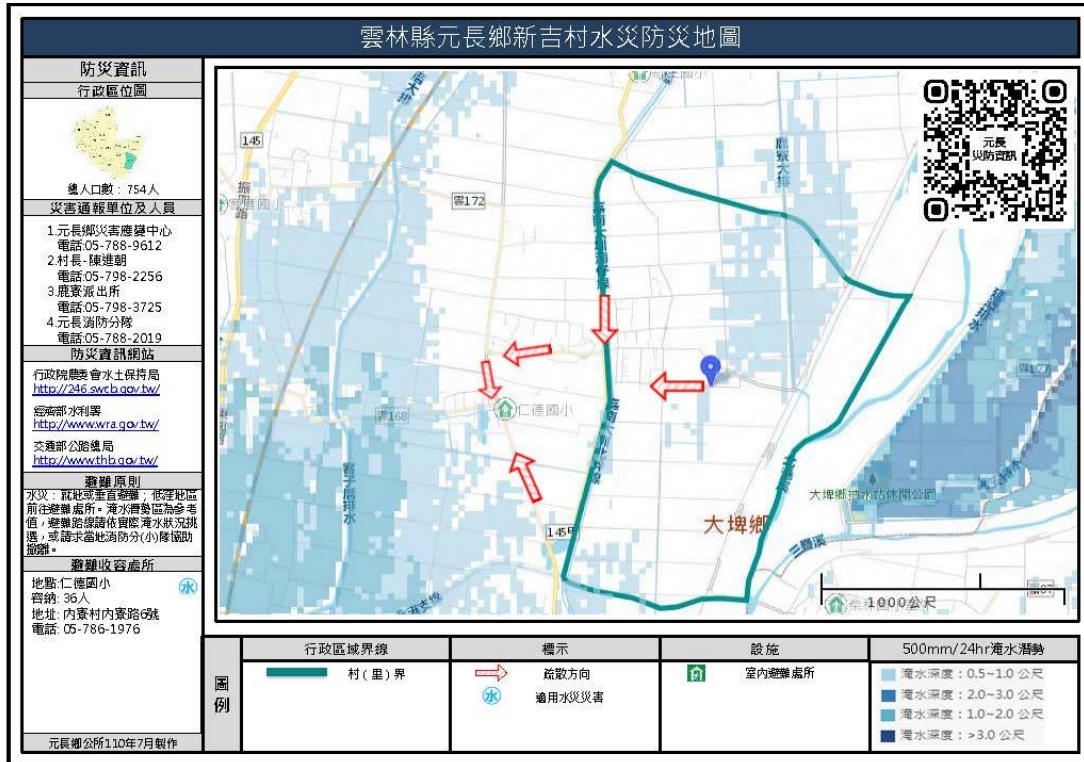 雲林縣元長鄉新吉村水災防災地圖
防災資訊
行政區位圖
總人口數：754人
災害通報單位及人員
1.元長鄉災害應變中心
電話:05-788-9612
2.村長-陳進朝
電話:05-798-2256
3.鹿寮派出所
電話:05-798-3725
4.元長消防分隊
電話:05-788-2019
防災資訊網站
行政院農委會水土保持局
http://246.swcb.gov.tw/
經濟部水利署
http://www.wra.gov.tw/
交通部公路總局
http://www.thb.gov.tw/
避難原則
水災：就地或垂直避難；低窪地區
前往避難處所。淹水潛勢區為參考
值，避難路線請依實際淹水狀況挑
選，或請求當地消防分(小)隊協助
撤離。
避難收容處所
地點:仁德國小
水
容納: 36人
地址: 內寮村內寮路6號
電話: 05-786-1976
元長鄉公所110年7月製作
145
雲172
鹿寮大排
元長
災防資訊
雲177
仁德國小
雲168
客子厝排水
145甲
大埤鄉抽水站休閒公園
大埤鄉
三疊溪
1000公尺
圖例
行政區域界線
村(里)界
標示
疏散方向
水
適用水災災害
設施
室內避難處所
500mm/24hr淹水潛勢
淹水深度：0.5~1.0 公尺
淹水深度：2.0~3.0 公尺
淹水深度：1.0~2.0 公尺
淹水深度：>3.0 公尺